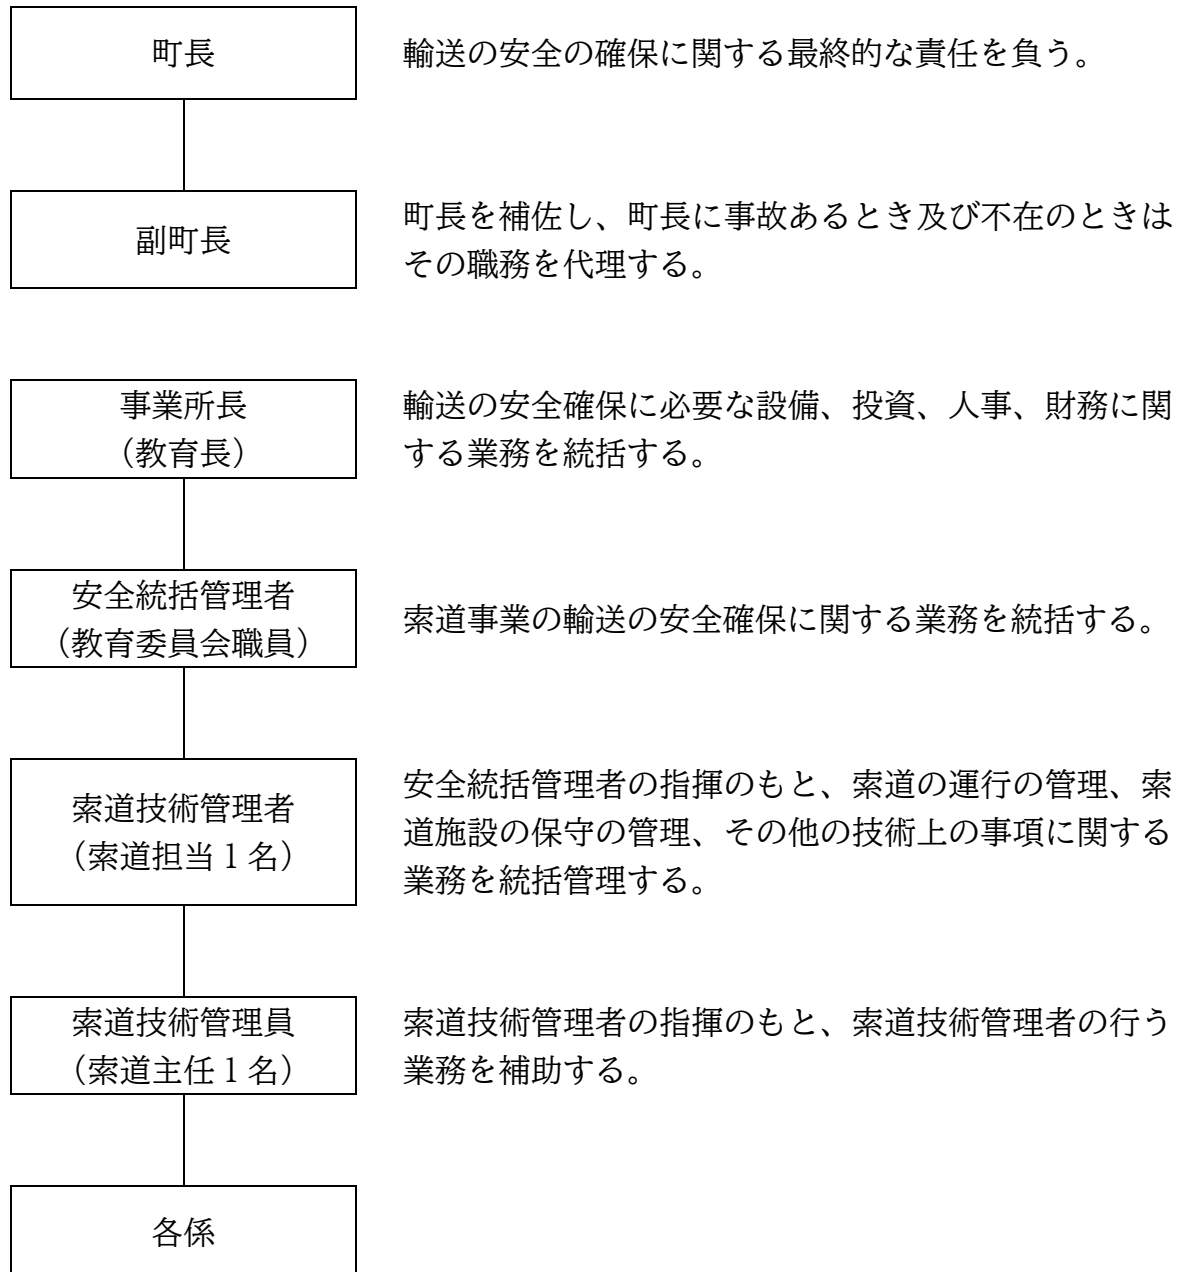 町長
輸送の安全の確保に関する最終的な責任を負う。
副町長
町長を補佐し、町長に事故あるとき及び不在のときは
その職務を代理する。
事業所長
（教育長）
輸送の安全確保に必要な設備、投資、人事、財務に関
する業務を統括する。
安全統括管理者
（教育委員会職員）
索道事業の輸送の安全確保に関する業務を統括する。
索道技術管理者
（索道担当１名）
安全統括管理者の指揮のもと、索道の運行の管理、索
道施設の保守の管理、その他の技術上の事項に関する
業務を統括管理する。
索道技術管理員
（索道主任１名）
索道技術管理者の指揮のもと、索道技術管理者の行う
業務を補助する。
各係